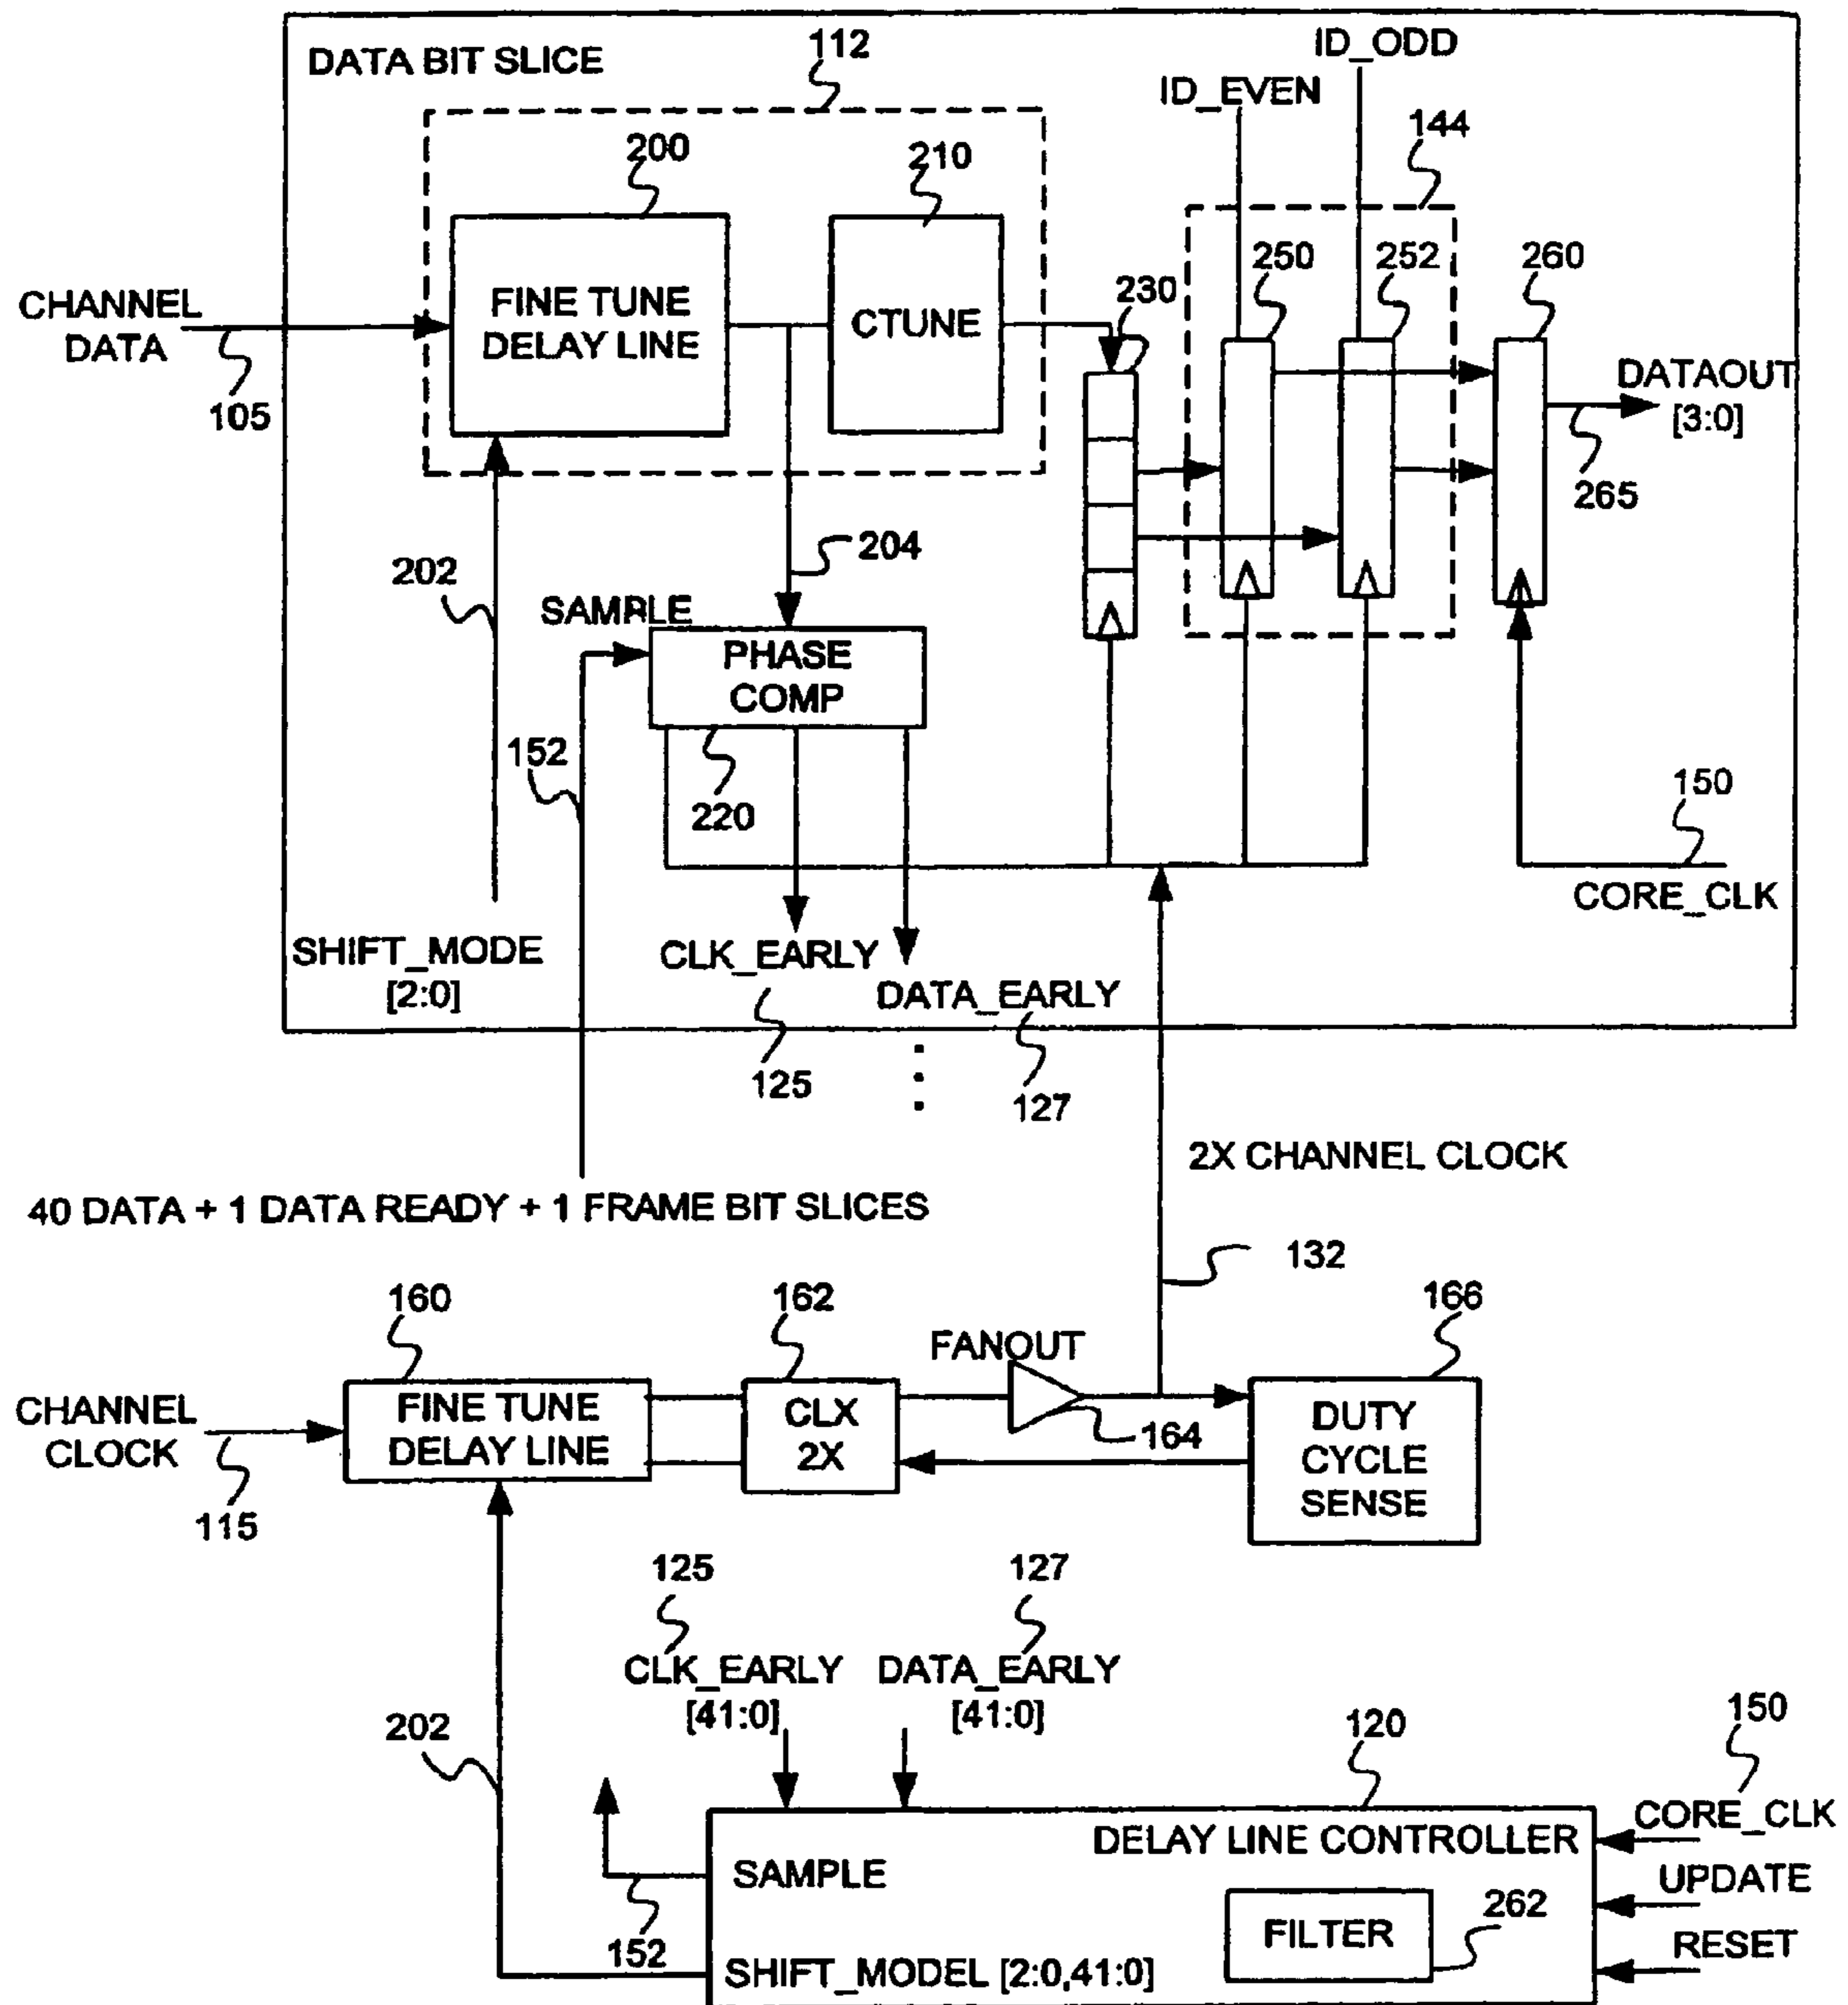 DATA BIT SLICE
112
ID_ODD
ID_EVEN
144
200
210
250
252
260
230
CHANNEL
DATA
FINE TUNE
DELAY LINE
CTUNE
105
DATAOUT
[3:0]
265
202
204
SAMPLE
PHASE
COMP
152
220
150
CORE_CLK
SHIFT_MODE
[2:0]
CLK_EARLY
DATA_EARLY
125
127
2X CHANNEL CLOCK
40 DATA + 1 DATA READY + 1 FRAME BIT SLICES
132
160
162
166
FANOUT
CHANNEL
CLOCK
FINE TUNE
DELAY LINE
CLX
2X
164
DUTY
CYCLE
SENSE
115
125
127
CLK_EARLY
[41:0]
DATA_EARLY
[41:0]
202
120
150
CORE_CLK
DELAY LINE CONTROLLER
SAMPLE
UPDATE
152
FILTER
262
RESET
SHIFT_MODEL [2:0,41:0]